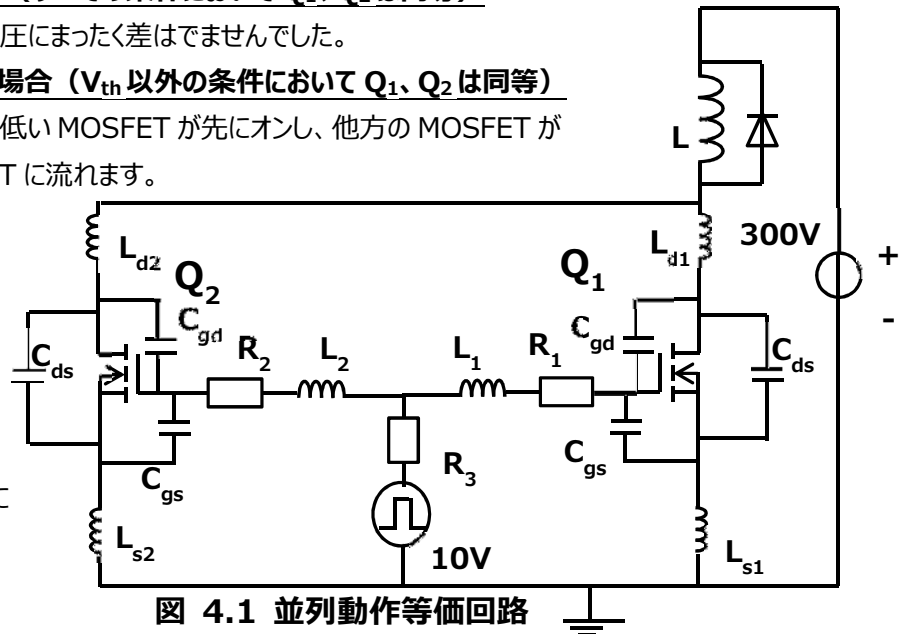 圧にまったく差はでませんでした。
場合（Vth 以外の条件において Q1、Q2 は同等）
低い MOSFET が先にオンし、他方の MOSFET が
T に流れます。
L
300V
+
-
Ld2
Q2
Cgd
Cds
R2
L2
L1
R1
Q1
Ld1
Cgd
Cds
Cgs
R3
Cgs
に
Ls2
10V
Ls1
図 4.1 並列動作等価回路